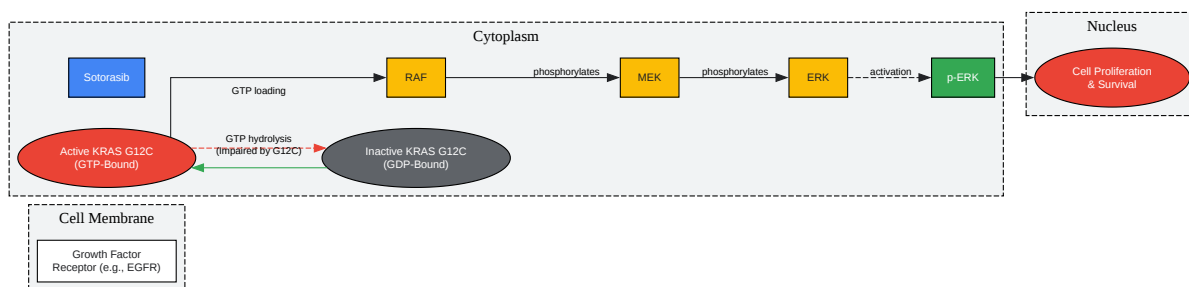 Nucleus
Cytoplasm
Sotorasib
RAF
phosphorylates
MEK
phosphorylates
ERK
activation
p-ERK
Cell Proliferation
& Survival
GTP loading
Active KRAS G12C
(GTP-Bound)
GTP hydrolysis
(Impaired by G12C)
Inactive KRAS G12C
(GDP-Bound)
Cell Membrane
Growth Factor
Receptor (e.g., EGFR)